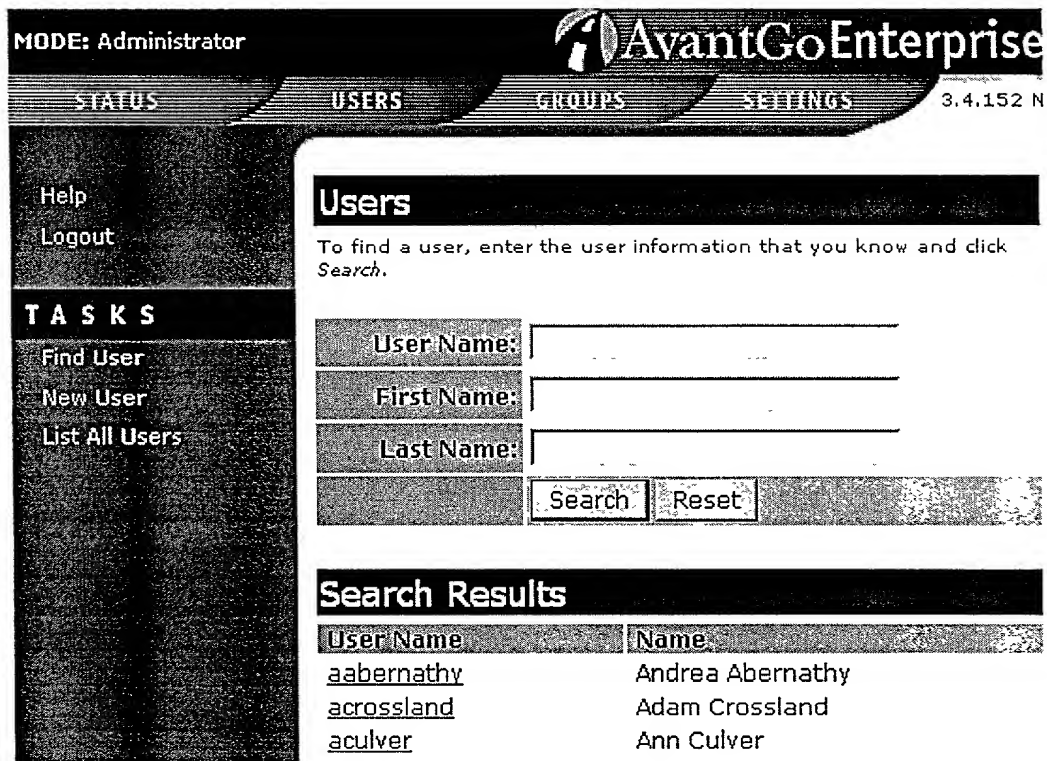 MODE: Administrator
AvantGo Enterprise
STATUS USERS GROUPS SETTINGS 3.4.152 N
Help
Logout
TASKS
Find User
New User
List All Users
Users
To find a user, enter the user information that you know and click
Search.
User Name:
First Name:
Last Name:
Search Reset
Search Results
User Name Name
aabernathy Andrea Abernathy
acrossland Adam Crossland
aculver Ann Culver